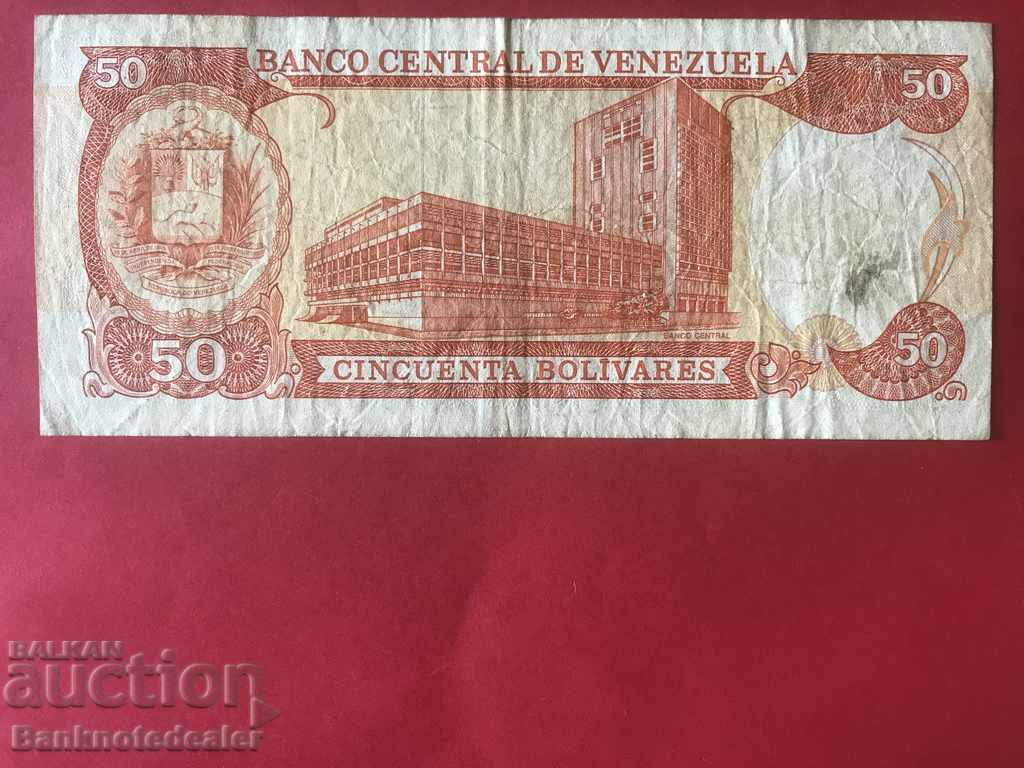 BANCO CENTRAL DE VENEZUELA
50
50
BANCO CENTRAL
50
CINCUENTA BOLIVARES
50
BALKAN
auction
Banknotedealer